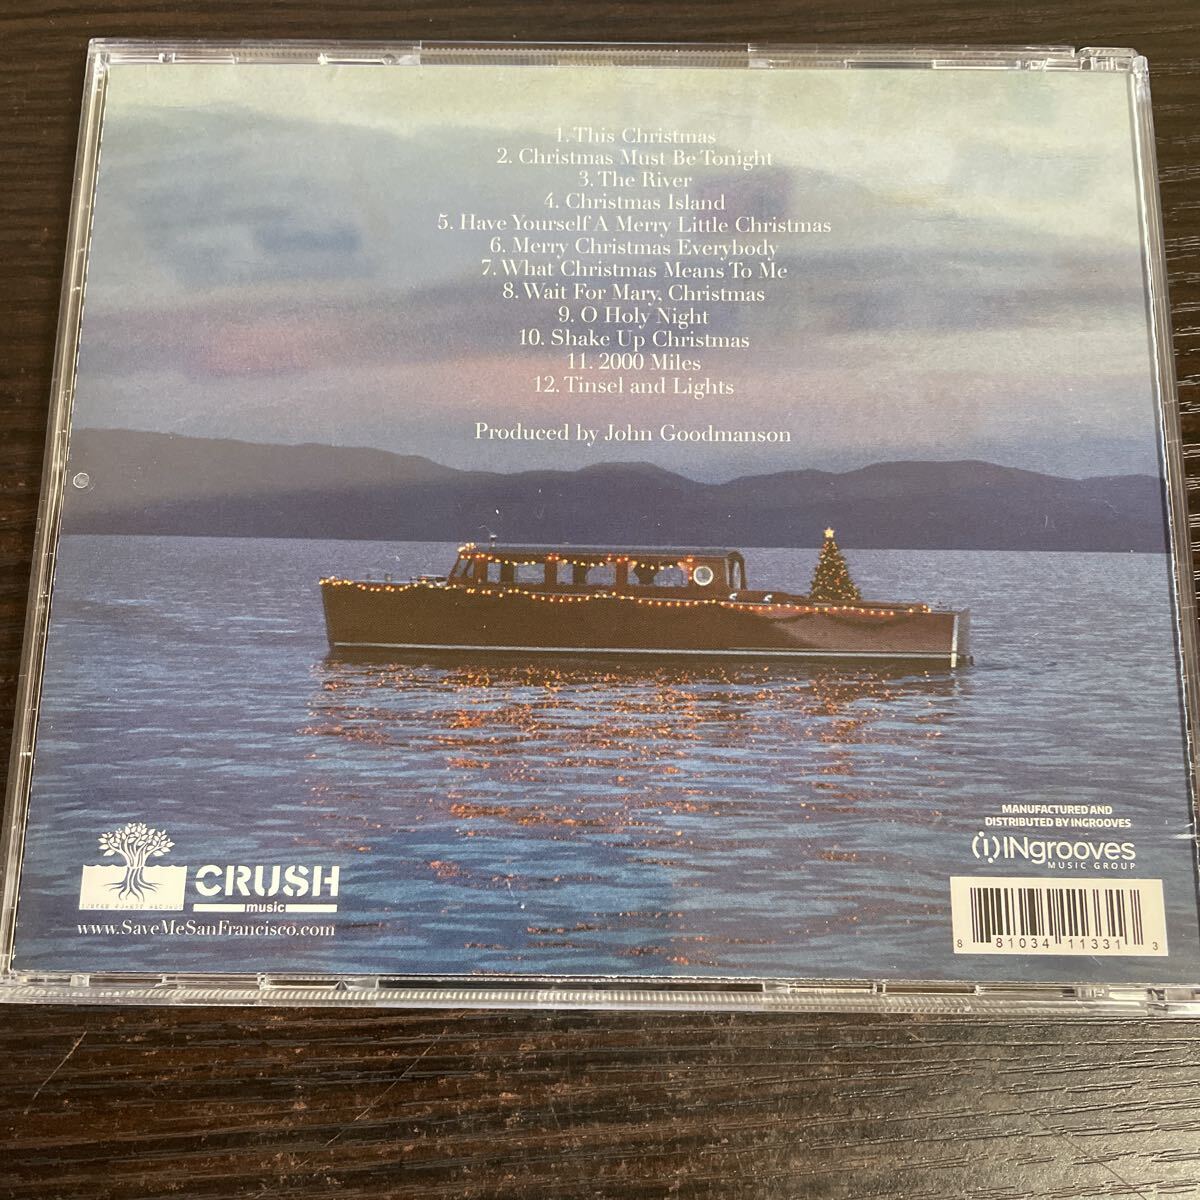 1. This Christmas
2. Christmas Must Be Tonight
3. The River
4. Christmas Island
5. Have Yourself A Merry Little Christmas
6. Merry Christmas Everybody
7. What Christmas Means To Me
8. Wait For Mary, Christmas
9. O Holy Night
10. Shake Up Christmas
11. 2000 Miles
12. Tinsel and Lights
Produced by John Goodmanson
CRUSH
music
www.SaveMeSanFrancisco.com
MANUFACTURED AND
DISTRIBUTED BY INGROOVES
INgrooves
MUSIC GROUP
8 81034 11331 3